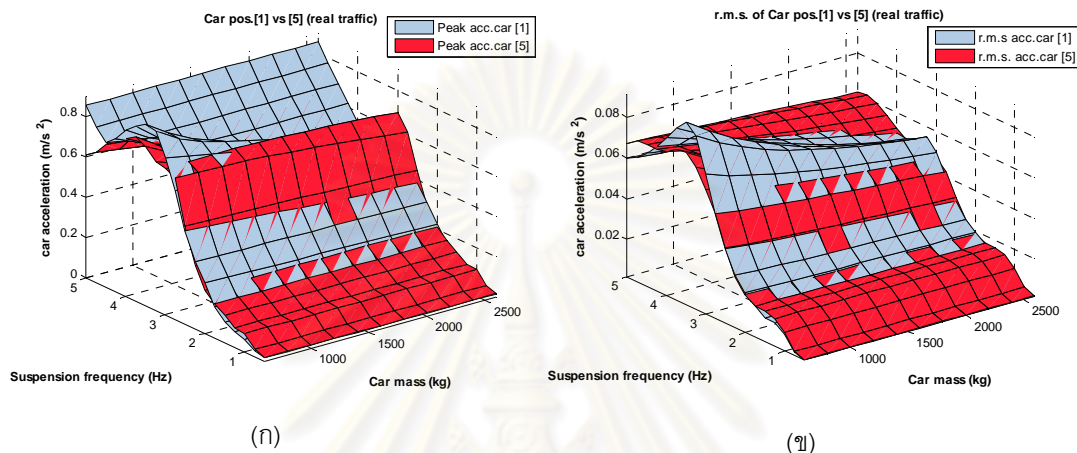 Car pos.[1] vs [5] (real traffic)
Peak acc.car [1]
Peak acc.car [5]
car acceleration (m/s²)
0.8
0.6
0.4
0.2
0
5
4
3
2
1
1000
1500
2000
2500
Suspension frequency (Hz)
Car mass (kg)
(ก)
r.m.s. of Car pos.[1] vs [5] (real traffic)
r.m.s acc.car [1]
r.m.s. acc.car [5]
car acceleration (m/s²)
0.08
0.06
0.04
0.02
5
4
3
2
1
1000
1500
2000
2500
Suspension frequency (Hz)
Car mass (kg)
(ข)